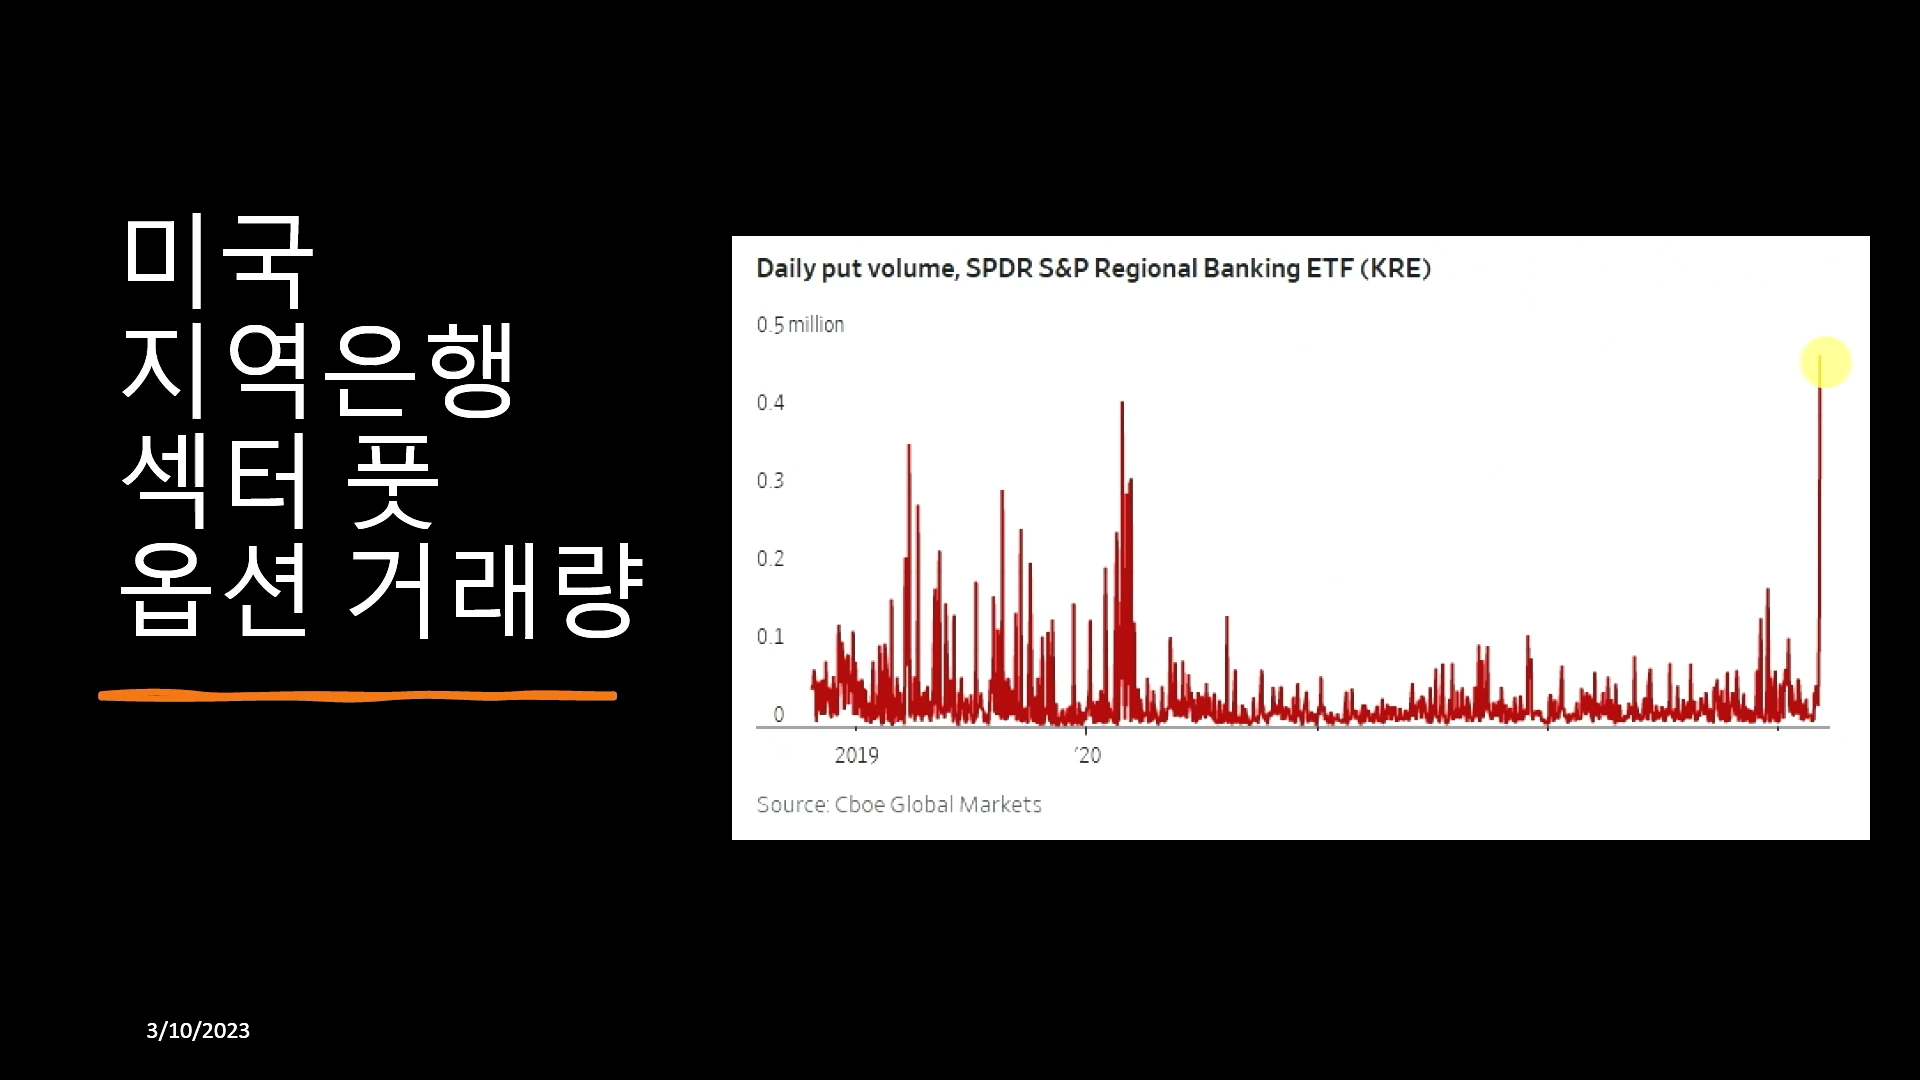 미국
지역은행
섹터 풋
옵션 거래량
Daily put volume, SPDR S&P Regional Banking ETF (KRE)
0.5 million
0.4
0.3
0.2
0.1
0
2019
'20
Source: Cboe Global Markets
3/10/2023